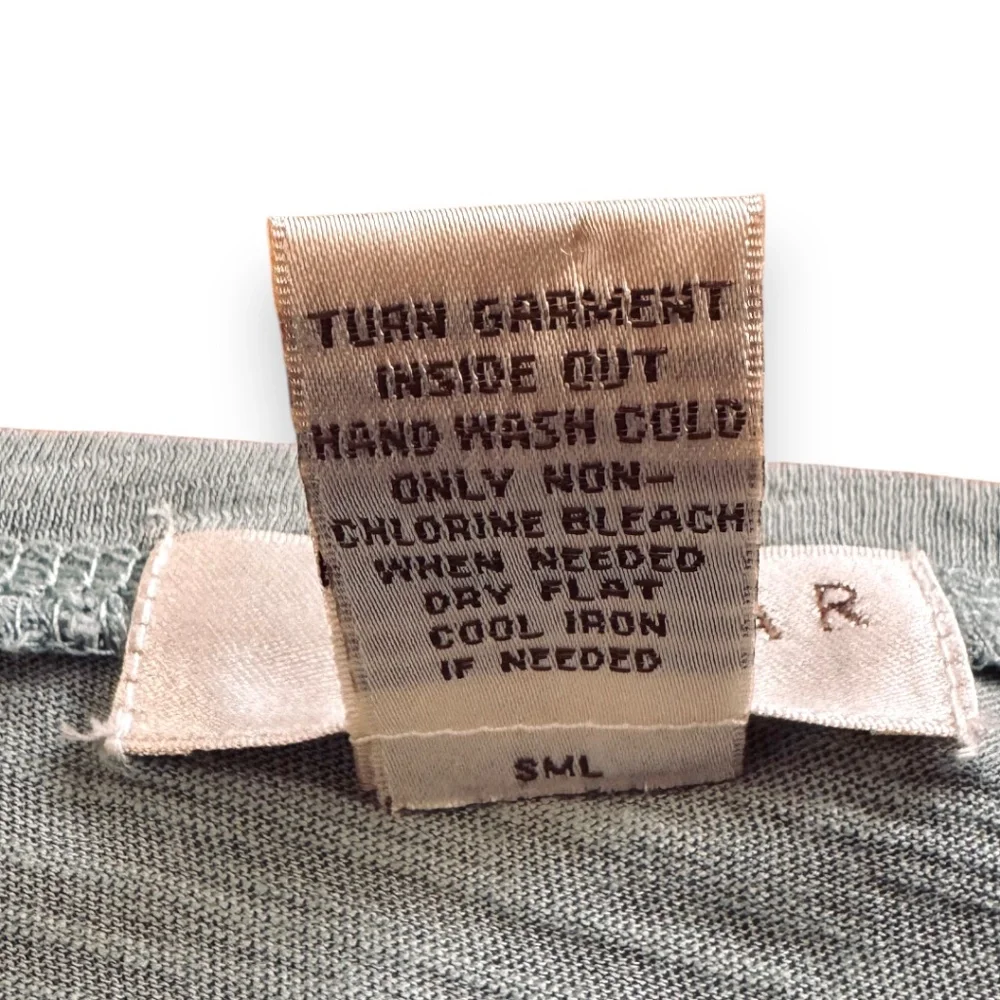 TURN GARMENT
INSIDE OUT
HAND WASH COLD
ONLY NON-
CHLORINE BLEACH
WHEN NEEDED
DRY FLAT
COOL IRON
IF NEEDED
AR
SML